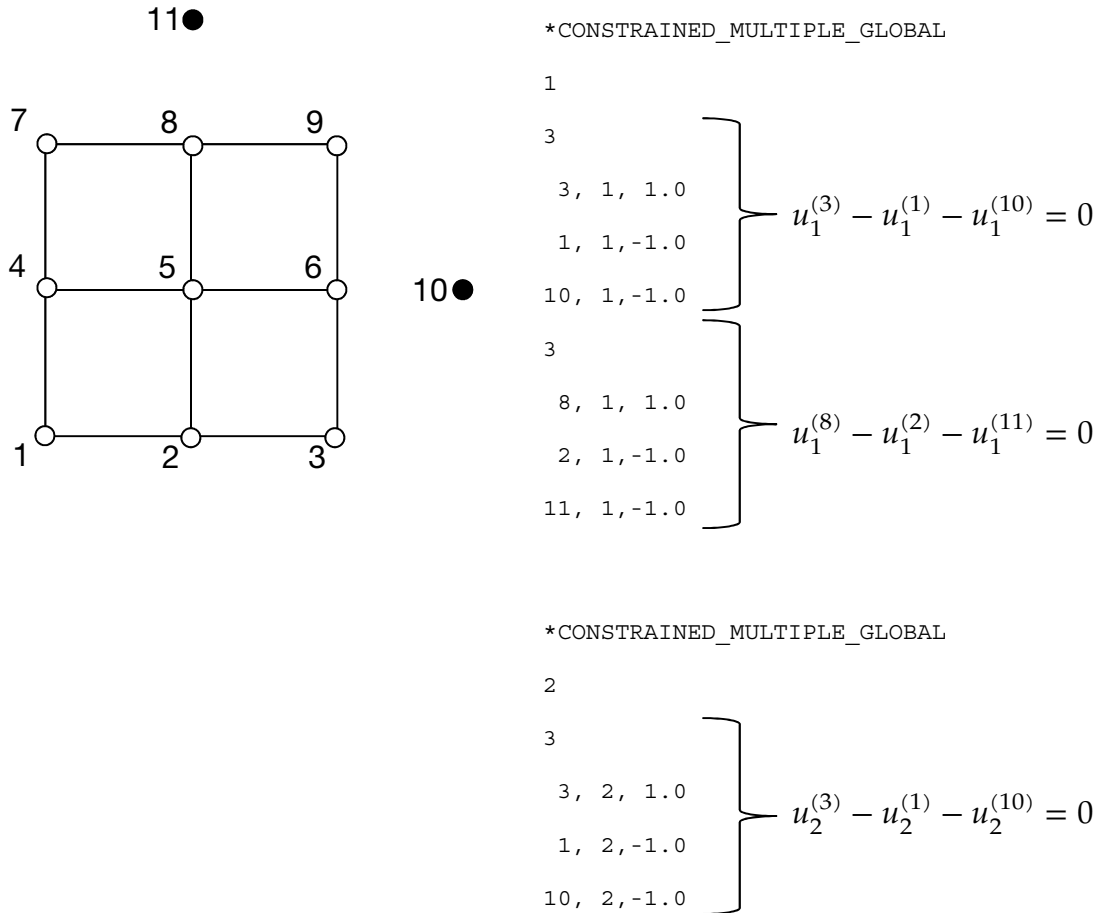 11
7 8 9
4 5 6
10
1 2 3
*CONSTRAINED_MULTIPLE_GLOBAL
1
3
3, 1, 1.0
1, 1,-1.0
10, 1,-1.0
u_1^{(3)} − u_1^{(1)} − u_1^{(10)} = 0
3
8, 1, 1.0
2, 1,-1.0
11, 1,-1.0
u_1^{(8)} − u_1^{(2)} − u_1^{(11)} = 0
*CONSTRAINED_MULTIPLE_GLOBAL
2
3
3, 2, 1.0
1, 2,-1.0
10, 2,-1.0
u_2^{(3)} − u_2^{(1)} − u_2^{(10)} = 0